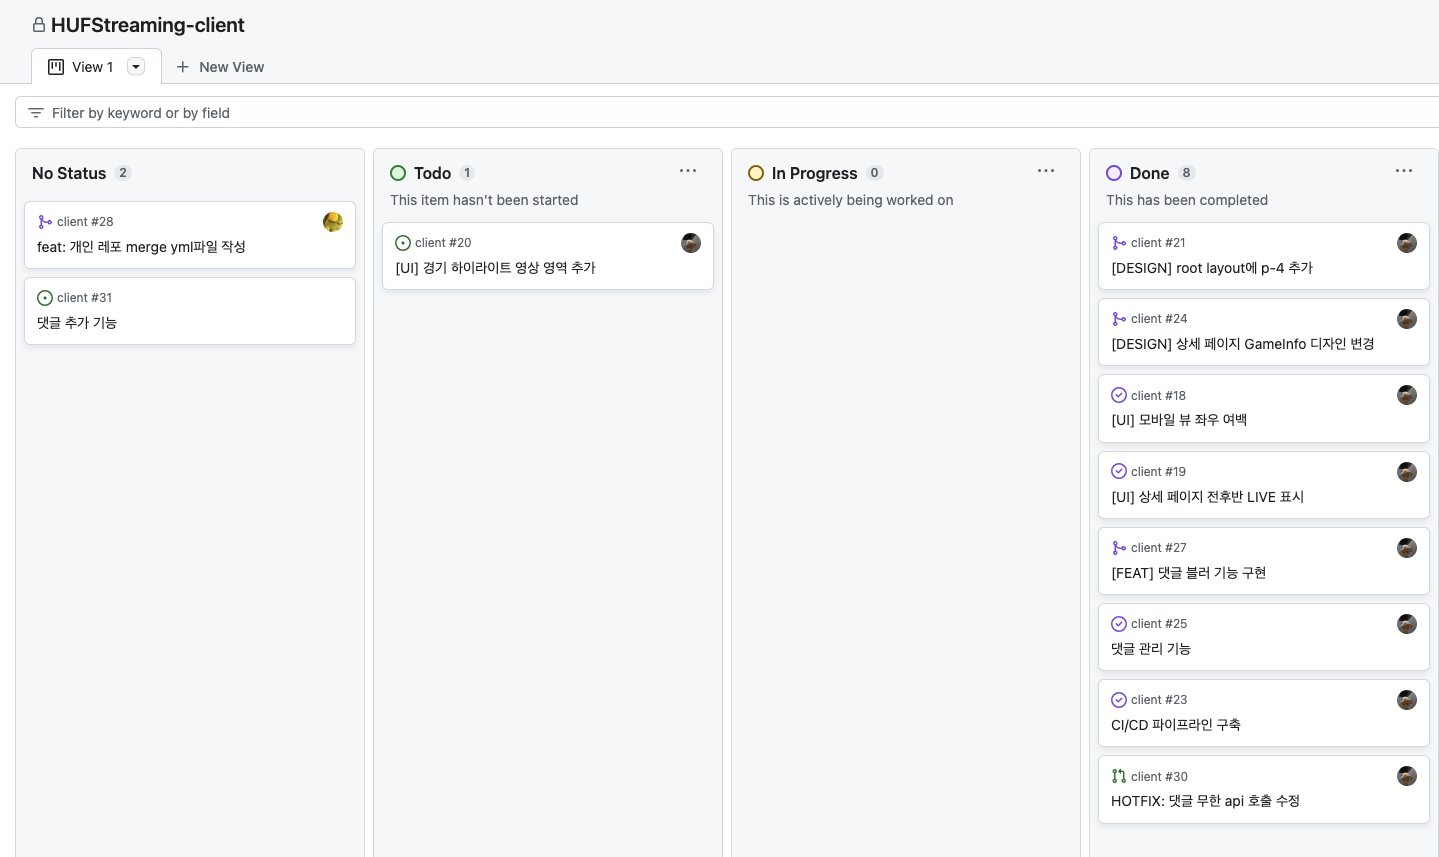 HUFStreaming-client
View 1
New View
Filter by keyword or by field
No Status 2
client #28
feat: 개인 레포 merge yml파일 작성
client #31
댓글 추가 기능
Todo 1
This item hasn't been started
client #20
[UI] 경기 하이라이트 영상 영역 추가
In Progress 0
This is actively being worked on
Done 8
This has been completed
client #21
[DESIGN] root layout에 p-4 추가
client #24
[DESIGN] 상세 페이지 GameInfo 디자인 변경
client #18
[UI] 모바일 뷰 좌우 여백
client #19
[UI] 상세 페이지 전후반 LIVE 표시
client #27
[FEAT] 댓글 블러 기능 구현
client #25
댓글 관리 기능
client #23
CI/CD 파이프라인 구축
client #30
HOTFIX: 댓글 무한 api 호출 수정